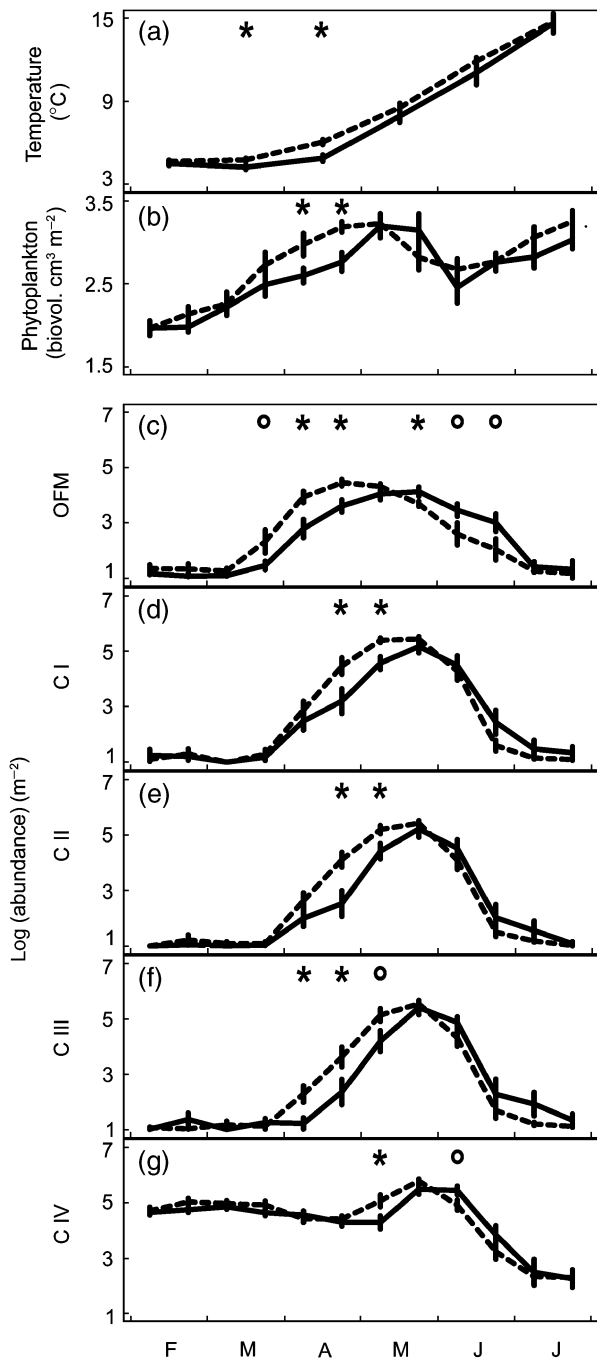 (a)
* *
15
9
3
Temperature
(°C)
(b)
* *
3.5
2.5
1.5
Phytoplankton
(biovol. cm³ m⁻²)
(c)
o * * * o o
7
5
3
1
OFM
(d)
* *
7
5
3
1
C I
(e)
* *
7
5
3
1
C II
Log (abundance) (m⁻²)
(f)
* * o
7
5
3
1
C III
(g)
* o
7
5
3
1
C IV
F M A M J J